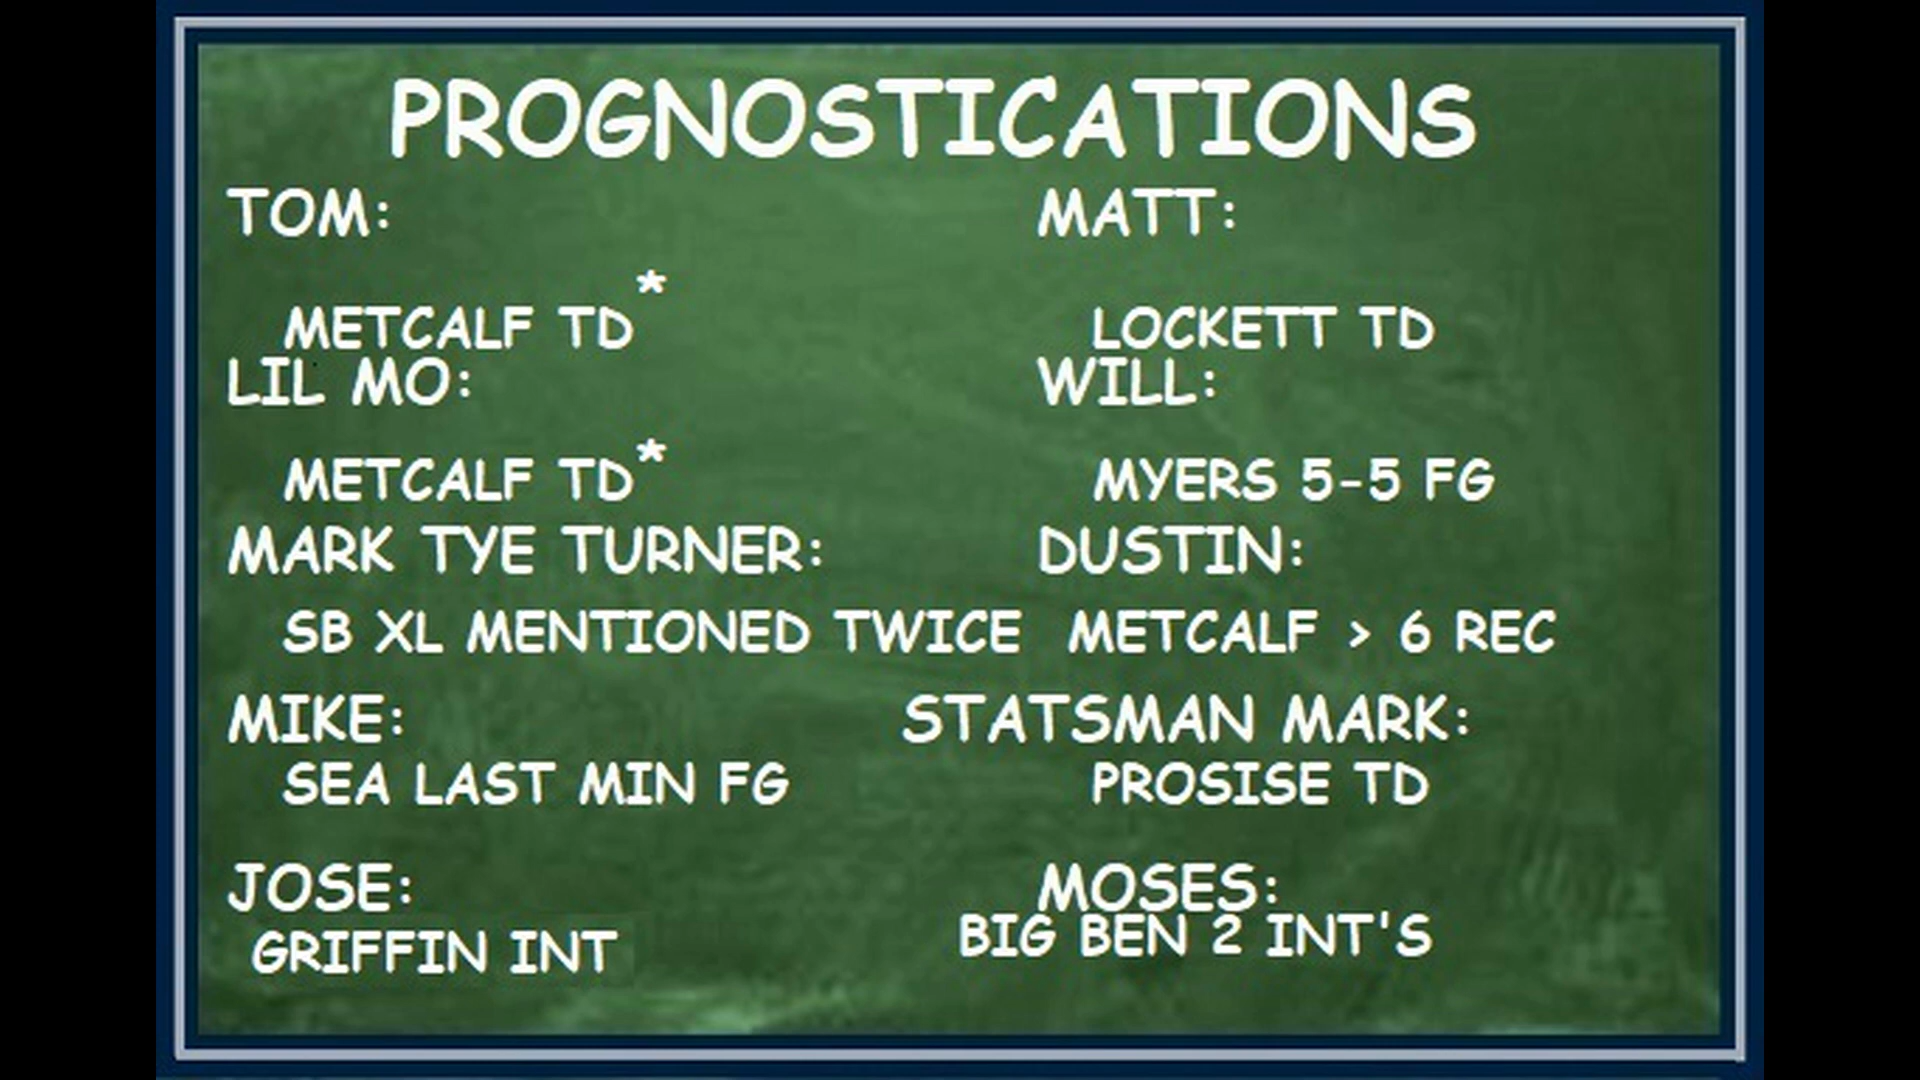 PROGNOSTICATIONS
TOM:
METCALF TD*
LIL MO:
METCALF TD*
MARK TYE TURNER:
SB XL MENTIONED TWICE
MIKE:
SEA LAST MIN FG
JOSE:
GRIFFIN INT
MATT:
LOCKETT TD
WILL:
MYERS 5-5 FG
DUSTIN:
METCALF > 6 REC
STATSMAN MARK:
PROSISE TD
MOSES:
BIG BEN 2 INT'S